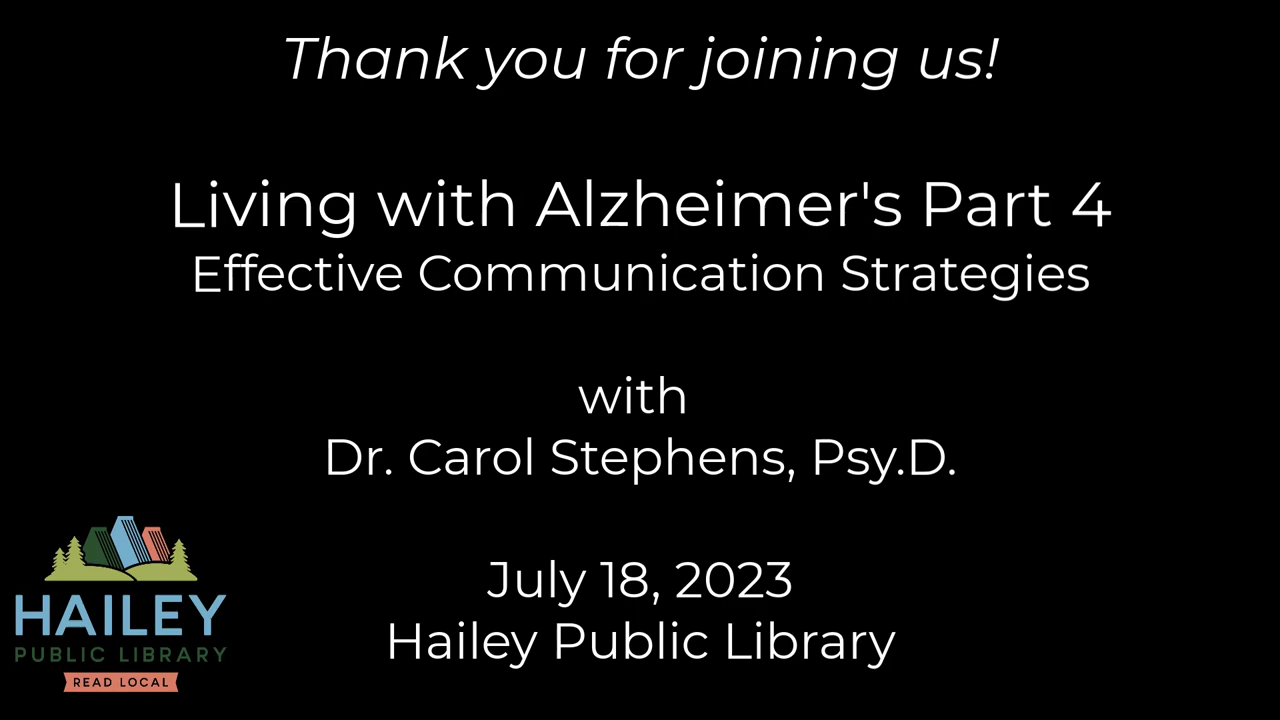 Thank you for joining us!
Living with Alzheimer's Part 4
Effective Communication Strategies
with
Dr. Carol Stephens, Psy.D.
July 18, 2023
Hailey Public Library
HAILEY
PUBLIC LIBRARY
READ LOCAL